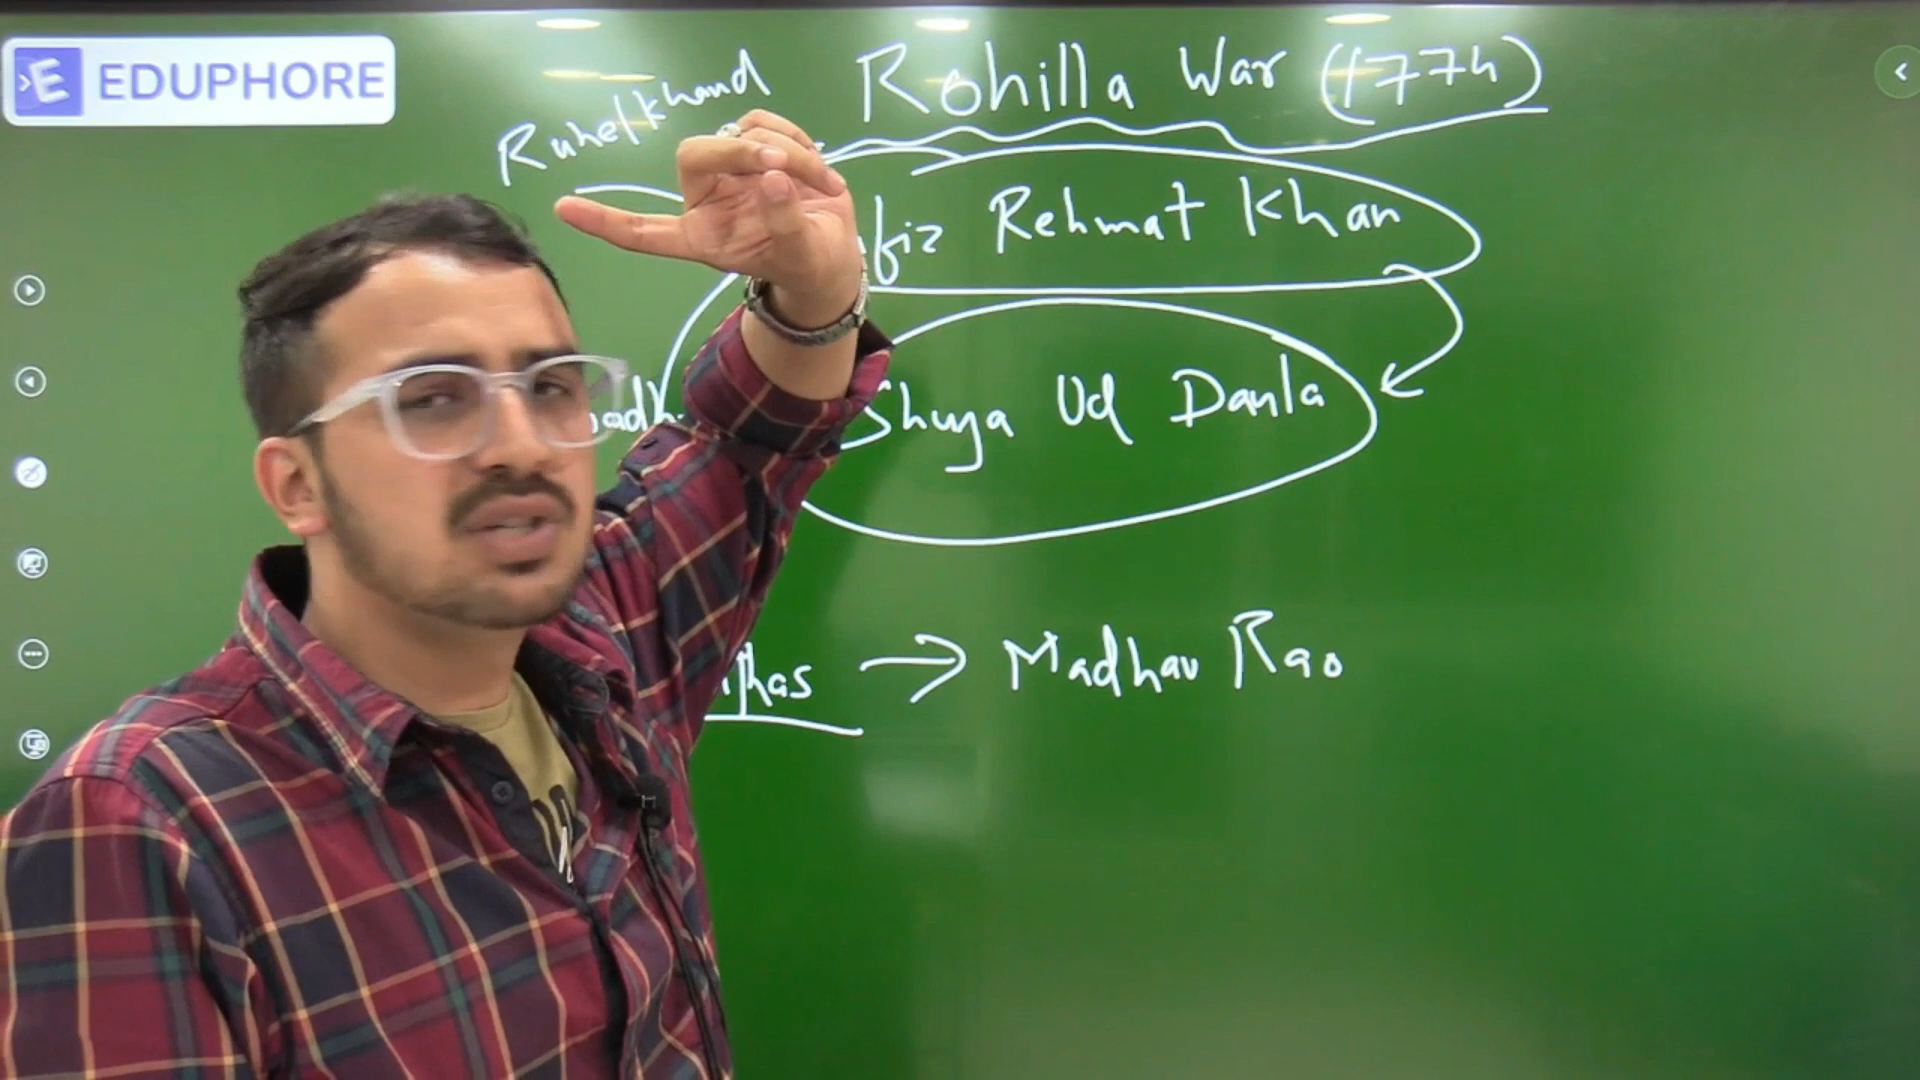 EDUPHORE
Rohilla War (1774)
Ruhelkhand
Rehmat Khan
Shuja Ud Daula
→ Madhav Rao